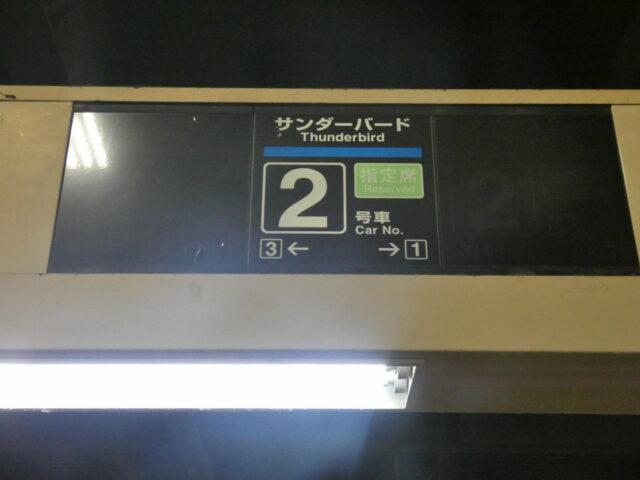 サンダーバード
Thunderbird
2
指定席
Reserved
号車
Car No.
3 ← → 1